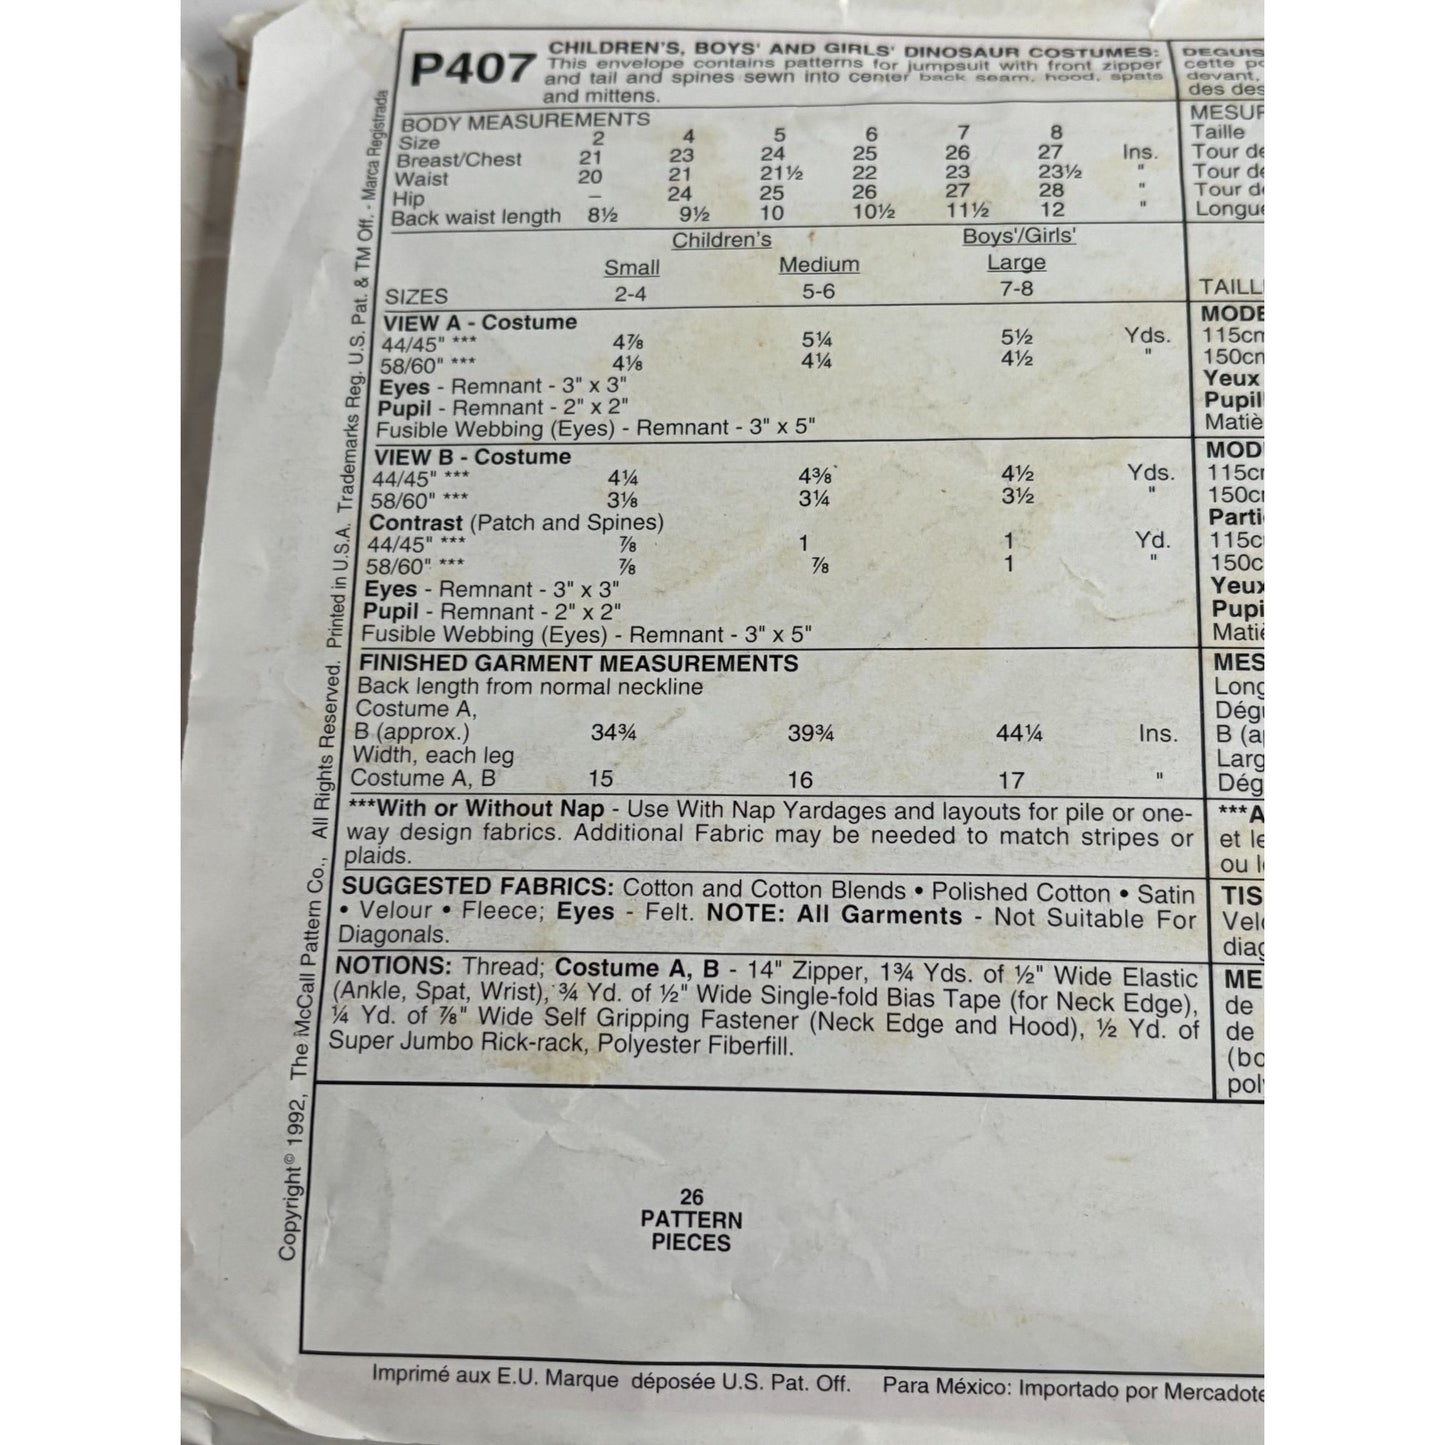 P407 CHILDREN'S, BOYS' AND GIRLS' DINOSAUR COSTUMES:
This envelope contains patterns for jumpsuit with front zipper
and tail and spines sewn into center back seam, hood, spats
and mittens.
BODY MEASUREMENTS
Size 2 4 5 6 7 8
Breast/Chest 21 23 24 25 26 27 Ins.
Waist 20 21 21½ 22 23 23½ "
Hip – 24 25 26 27 28 "
Back waist length 8½ 9½ 10 10½ 11½ 12 "
Children's Boys'/Girls'
Small Medium Large
SIZES 2-4 5-6 7-8
VIEW A - Costume
44/45" *** 4⅞ 5¼ 5½ Yds.
58/60" *** 4⅛ 4¼ 4½ "
Eyes - Remnant - 3" x 3"
Pupil - Remnant - 2" x 2"
Fusible Webbing (Eyes) - Remnant - 3" x 5"
VIEW B - Costume
44/45" *** 4¼ 4⅜ 4½ Yds.
58/60" *** 3⅛ 3¼ 3½ "
Contrast (Patch and Spines)
44/45" *** ⅞ 1 1 Yd.
58/60" *** ⅞ ⅞ 1 "
Eyes - Remnant - 3" x 3"
Pupil - Remnant - 2" x 2"
Fusible Webbing (Eyes) - Remnant - 3" x 5"
FINISHED GARMENT MEASUREMENTS
Back length from normal neckline
Costume A,
B (approx.) 34¾ 39¾ 44¼ Ins.
Width, each leg
Costume A, B 15 16 17 "
***With or Without Nap - Use With Nap Yardages and layouts for pile or one-
way design fabrics. Additional Fabric may be needed to match stripes or
plaids.
SUGGESTED FABRICS: Cotton and Cotton Blends • Polished Cotton • Satin
• Velour • Fleece; Eyes - Felt. NOTE: All Garments - Not Suitable For
Diagonals.
NOTIONS: Thread; Costume A, B - 14" Zipper, 1¾ Yds. of ½" Wide Elastic
(Ankle, Spat, Wrist), ¾ Yd. of ½" Wide Single-fold Bias Tape (for Neck Edge),
¼ Yd. of ⅞" Wide Self Gripping Fastener (Neck Edge and Hood), ½ Yd. of
Super Jumbo Rick-rack, Polyester Fiberfill.
26
PATTERN
PIECES
Imprimé aux E.U. Marque déposée U.S. Pat. Off. Para México: Importado por
Copyright© 1992, The McCall Pattern Co., All Rights Reserved. Printed in U.S.A. Trademarks Reg. U.S. Pat. & TM Off. - Marca Registrada
cette
devant,
des
Taille
Tour
Tour
Tour
115cm
150cm
Yeux
Pupil
115c
150c
B
et le
ou
de
de